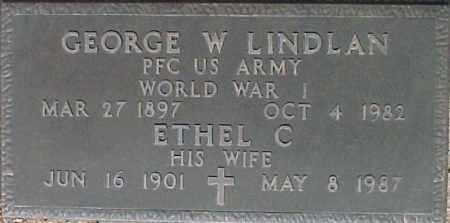 GEORGE W LINDLAN
PFC US ARMY
WORLD WAR I
MAR 27 1897 OCT 4 1982
ETHEL C
HIS WIFE
JUN 16 1901 MAY 8 1987